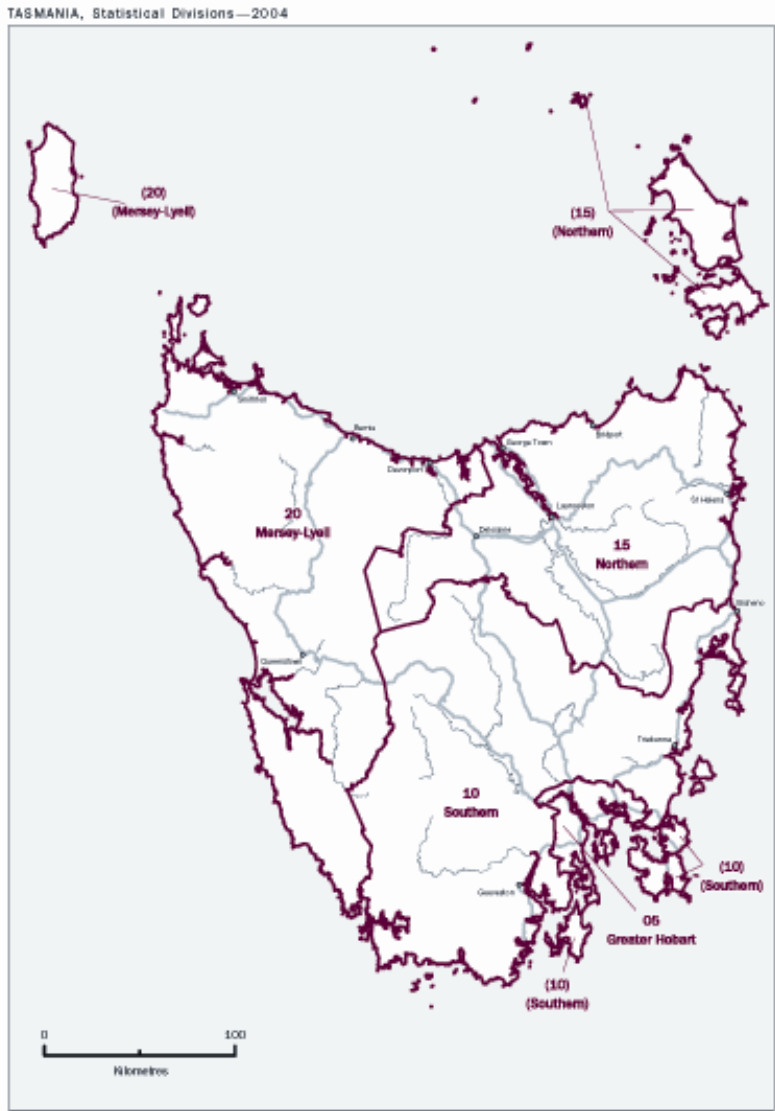 TASMANIA, Statistical Divisions—2004
(20)
(Mersey-Lyell)
(15)
(Northern)
Smithton
Burnie
Devonport
George Town
Bridport
Launceston
St Helens
Deloraine
20
Mersey-Lyell
15
Northern
Bicheno
Queenstown
Triabunna
10
Southern
(10)
(Southern)
Geeveston
05
Greater Hobart
(10)
(Southern)
0 100
Kilometres